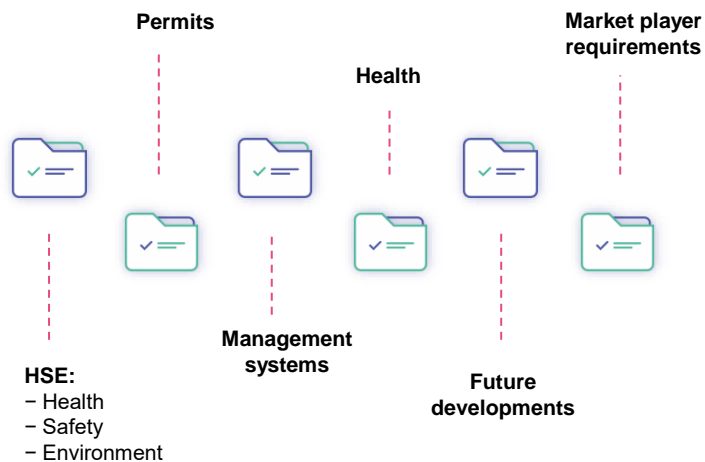 Permits
Market player
requirements
Health
Management
systems
HSE:
− Health
− Safety
− Environment
Future
developments